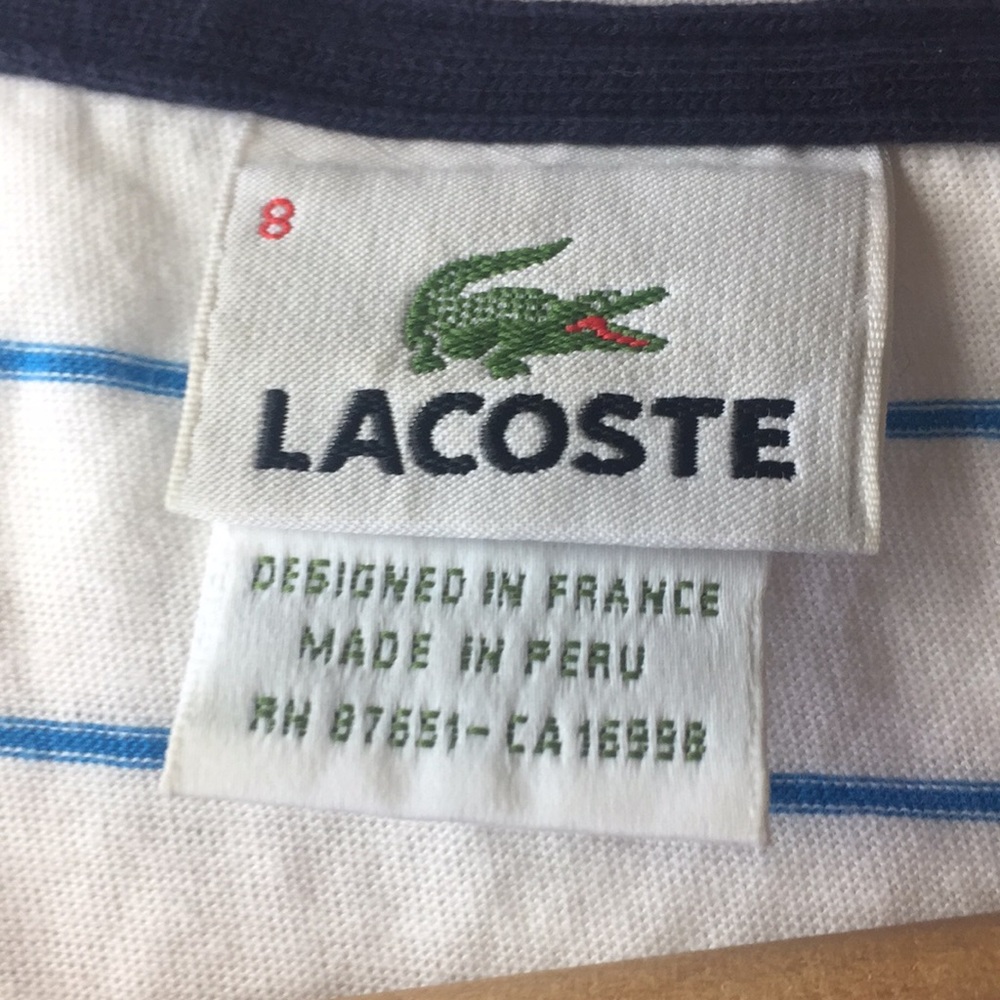 8
LACOSTE
DESIGNED IN FRANCE
MADE IN PERU
RN 87651-CA 16998